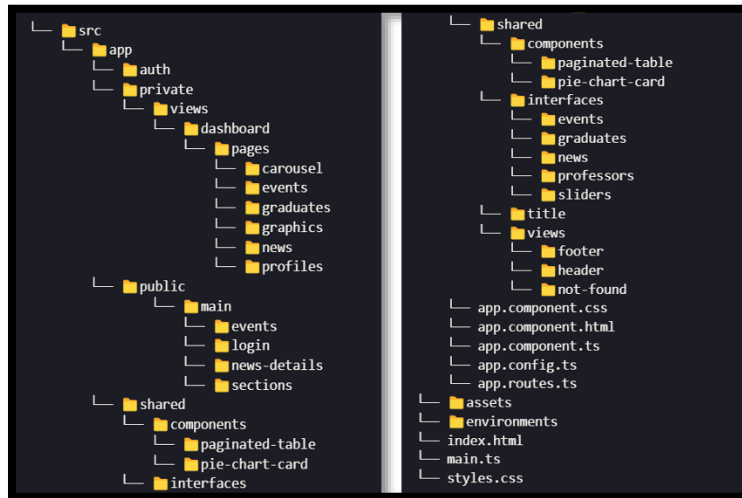 src
app
auth
private
views
dashboard
pages
carousel
events
graduates
graphics
news
profiles
public
main
events
login
news-details
sections
shared
components
paginated-table
pie-chart-card
interfaces
shared
components
paginated-table
pie-chart-card
interfaces
events
graduates
news
professors
sliders
title
views
footer
header
not-found
app.component.css
app.component.html
app.component.ts
app.config.ts
app.routes.ts
assets
environments
index.html
main.ts
styles.css